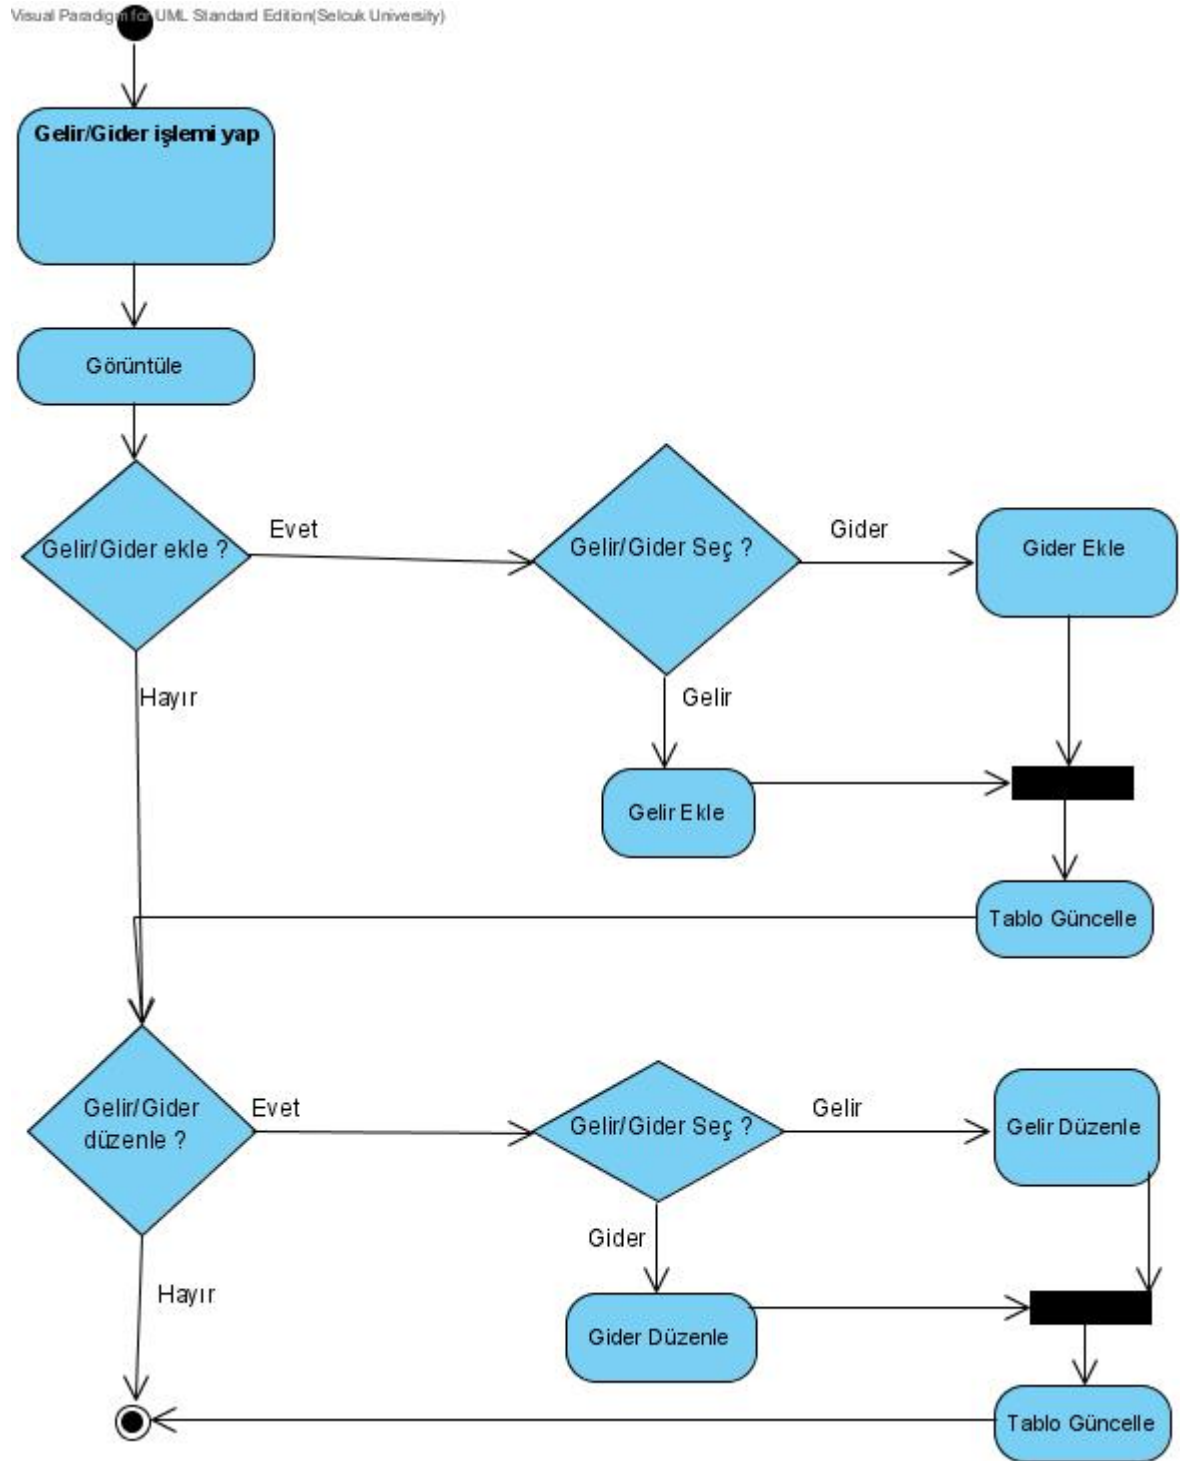 Visual Paradigm for UML Standard Edition(Selcuk University)
Gelir/Gider işlemi yap
Görüntüle
Gelir/Gider ekle ?
Evet
Gelir/Gider Seç ?
Gider
Gider Ekle
Hayır
Gelir
Gelir Ekle
Tablo Güncelle
Gelir/Gider
düzenle ?
Evet
Gelir/Gider Seç ?
Gelir
Gelir Düzenle
Gider
Hayır
Gider Düzenle
Tablo Güncelle